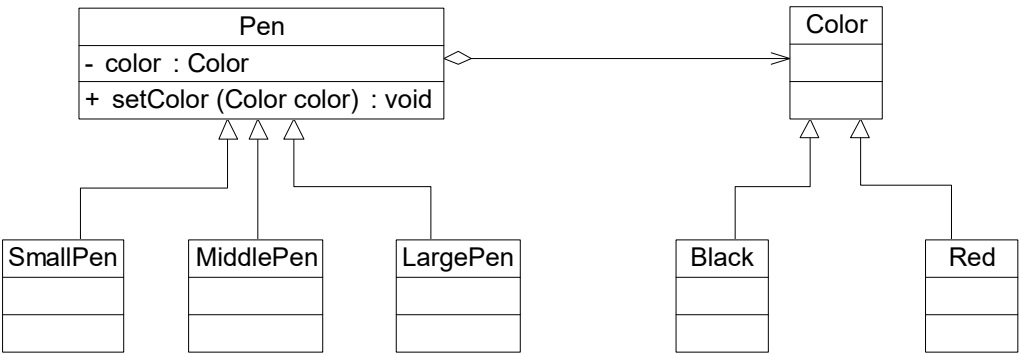 Pen
- color : Color
+ setColor (Color color) : void
Color
SmallPen
MiddlePen
LargePen
Black
Red